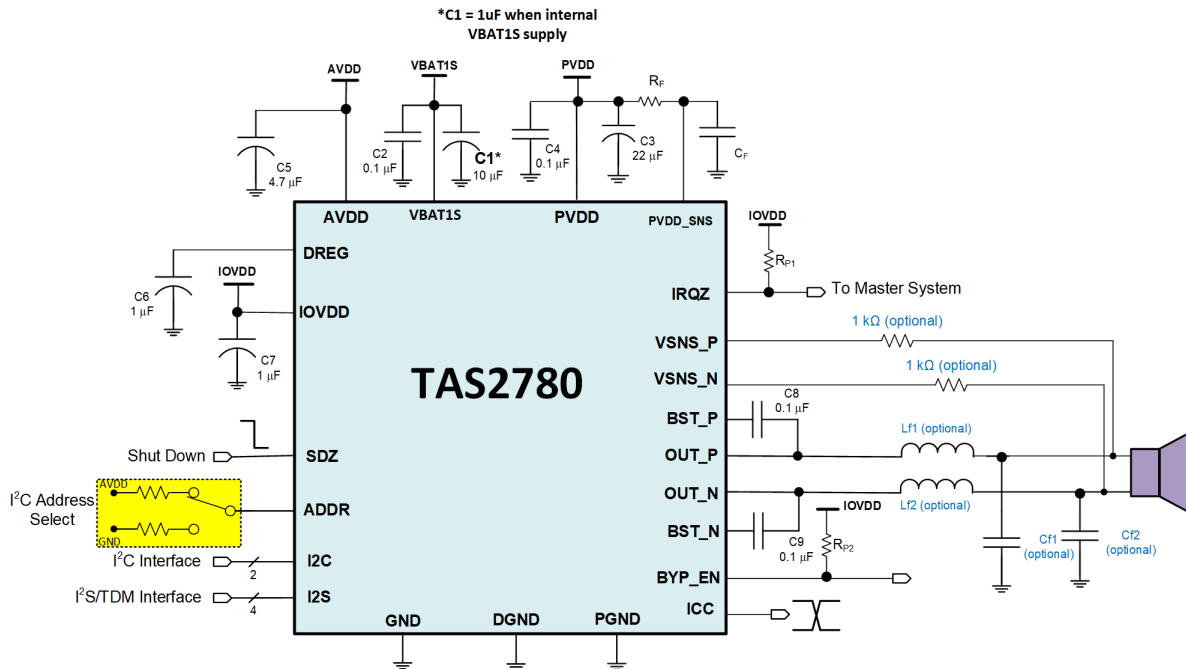 *C1 = 1uF when internal
VBAT1S supply
AVDD
VBAT1S
PVDD
R_F
C5
4.7 µF
C2
0.1 µF
C1*
10 µF
C4
0.1 µF
C3
22 µF
C_F
AVDD
VBAT1S
PVDD
PVDD_SNS
DREG
C6
1 µF
IOVDD
IOVDD
C7
1 µF
IOVDD
R_P1
IRQZ
To Master System
1 kΩ (optional)
VSNS_P
1 kΩ (optional)
VSNS_N
TAS2780
C8
0.1 µF
BST_P
Lf1 (optional)
OUT_P
Shut Down
SDZ
I²C Address
Select
AVDD
GND
ADDR
OUT_N
Lf2 (optional)
IOVDD
BST_N
C9
0.1 µF
R_P2
Cf1
(optional)
Cf2
(optional)
I²C Interface
2
I2C
BYP_EN
I²S/TDM Interface
4
I2S
ICC
GND
DGND
PGND